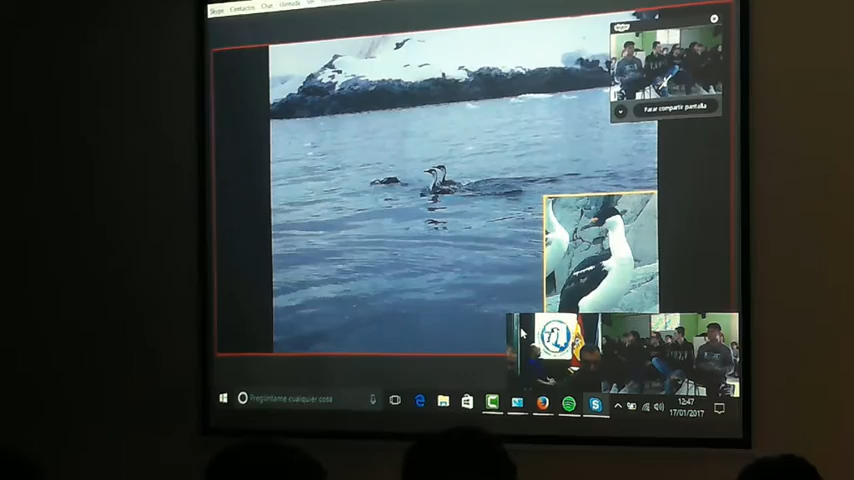 Skype Contactos Chat Llamada
Parar compartir pantalla
Pregúntame cualquier cosa
12:47
17/01/2017